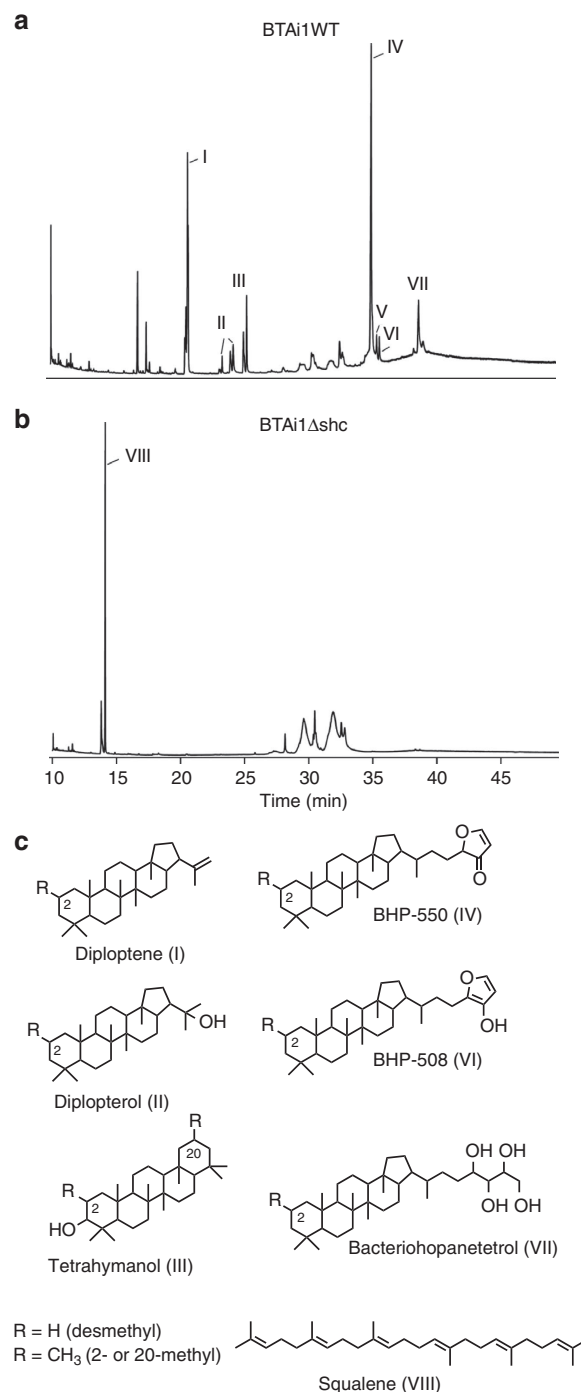 a
BTAi1WT
I
II
III
IV
V
VI
VII
b
BTAi1Δshc
VIII
10 15 20 25 30 35 40 45
Time (min)
c
R
2
Diploptene (I)
R
2
O
O
BHP-550 (IV)
R
2
OH
Diplopterol (II)
R
2
O
OH
BHP-508 (VI)
R
20
R
2
HO
Tetrahymanol (III)
R
2
OH OH
OH OH
Bacteriohopanetetrol (VII)
R = H (desmethyl)
R = CH₃ (2- or 20-methyl)
Squalene (VIII)